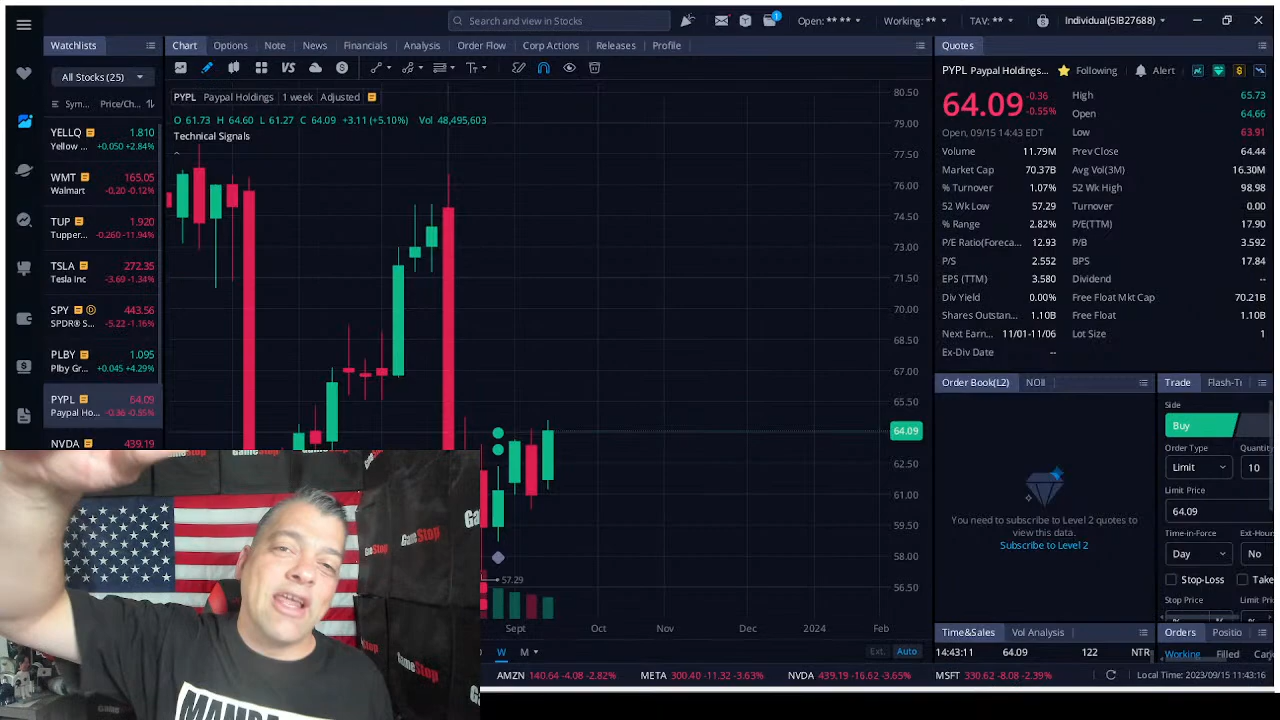 Search and view in Stocks
1
Open: ** **
Working: **
TAV: **
Individual(5IB27688)
Watchlists
Chart
Options
Note
News
Financials
Analysis
Order Flow
Corp Actions
Releases
Profile
Quotes
All Stocks (25)
VS
PYPL Paypal Holdings...
Following
Alert
Sym...
Price/Ch...
PYPL Paypal Holdings 1 week Adjusted
64.09
-0.36
-0.55%
High 65.73
O 61.73 H 64.60 L 61.27 C 64.09 +3.11 (+5.10%) Vol 48,495,603
Open 64.66
Technical Signals
Open, 09/15 14:43 EDT
Low 63.91
YELLQ 1.810
Yellow ... +0.050 +2.84%
WMT 165.05
Walmart -0.20 -0.12%
TUP 1.920
Tupper... -0.260 -11.94%
TSLA 272.35
Tesla Inc -3.69 -1.34%
SPY D 443.56
SPDR® S... -5.22 -1.16%
PLBY 1.095
Plby Gr... +0.045 +4.29%
PYPL 64.09
Paypal Ho... -0.36 -0.55%
NVDA 439.19
80.50
79.00
77.50
76.00
74.50
73.00
71.50
70.00
68.50
67.00
65.50
64.09
62.50
61.00
59.50
58.00
56.50
57.29
Sept
Oct
Nov
Dec
2024
Feb
W
M
Ext.
Auto
Volume 11.79M Prev Close 64.44
Market Cap 70.37B Avg Vol(3M) 16.30M
% Turnover 1.07% 52 Wk High 98.98
52 Wk Low 57.29 Turnover 0.00
% Range 2.82% P/E(TTM) 17.90
P/E Ratio(Foreca... 12.93 P/B 3.592
P/S 2.552 BPS 17.84
EPS (TTM) 3.580 Dividend --
Div Yield 0.00% Free Float Mkt Cap 70.21B
Shares Outstan... 1.10B Free Float 1.10B
Next Earn... 11/01-11/06 Lot Size 1
Ex-Div Date --
Order Book(L2)
NOII
Trade
You need to subscribe to Level 2 quotes to
view this data.
Subscribe to Level 2
Side
Buy
Order Type
Limit
10
Limit Price
64.09
Time-in-Force
Day
No
Stop-Loss
Take
Stop Price
Time&Sales
Vol Analysis
Orders
14:43:11 64.09 122
Working
Filled
AMZN 140.64 -4.08 -2.82%
META 300.40 -11.32 -3.63%
NVDA 439.19 -16.62 -3.65%
MSFT 330.62 -8.08 -2.39%
Local Time: 2023/09/15 11:43:16
GameStop
GameStop
GameStop